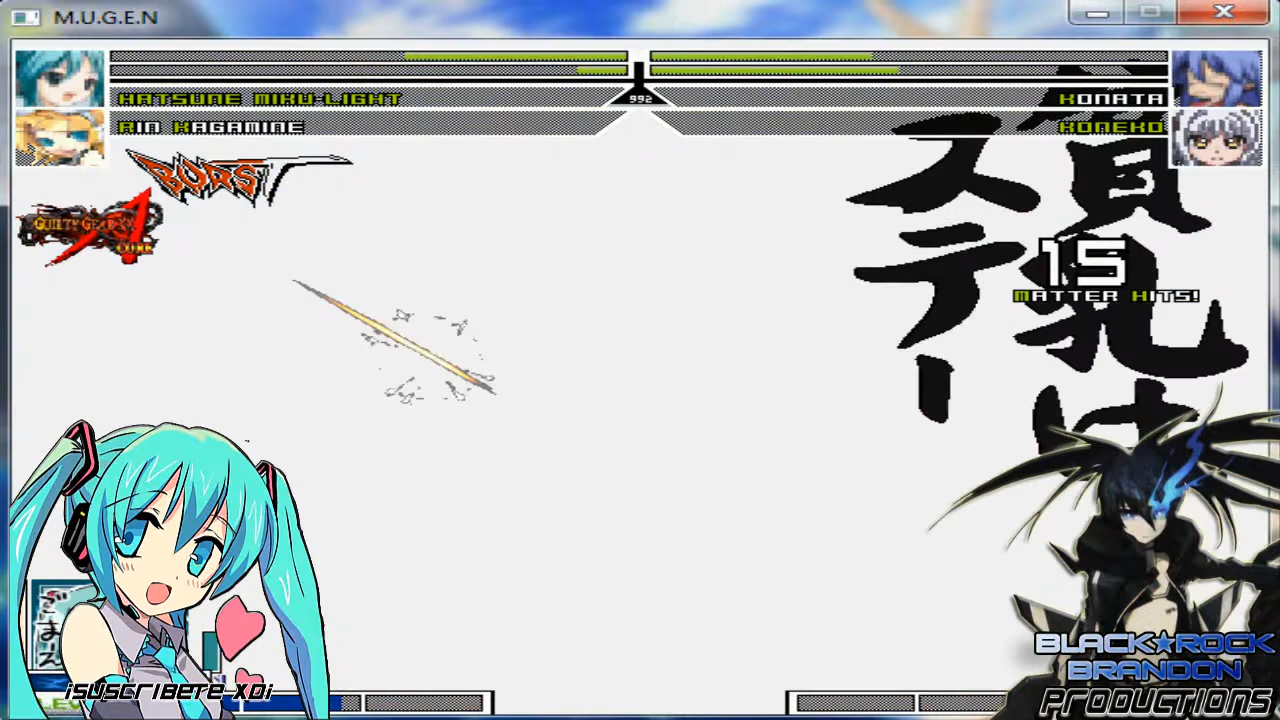 M.U.G.E.N
HATSUNE MIKU-LIGHT
RIN KAGAMINE
992
KONATA
KONEKO
BURST
GUILTY GEAR
15
MATTER HITS!
貧乳は
ステー
¡SUSCRIBETE XD!
BLACK★ROCK
BRANDON
PRODUCTIONS